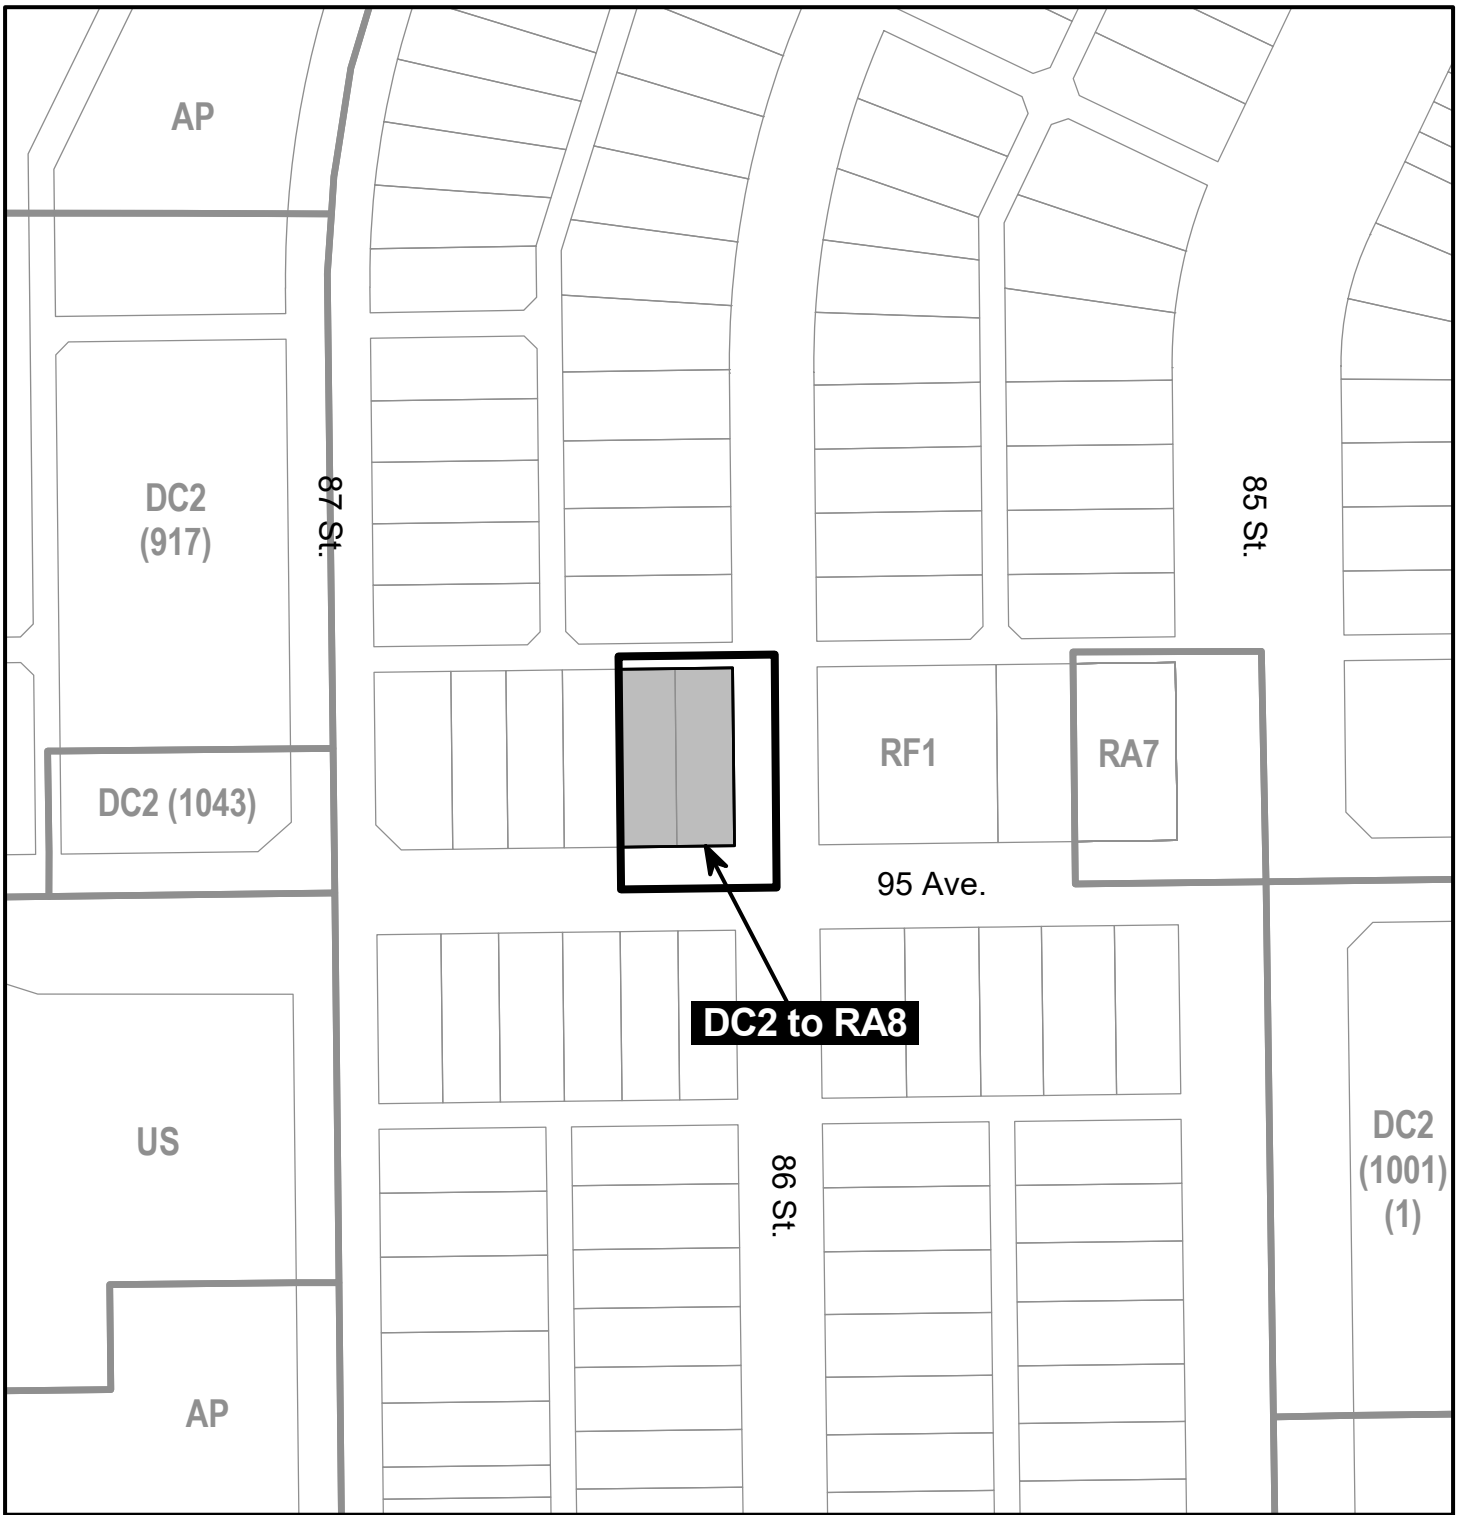 AP
DC2
(917)
87 St.
85 St.
RF1
RA7
DC2 (1043)
95 Ave.
DC2 to RA8
US
86 St.
DC2
(1001)
(1)
AP